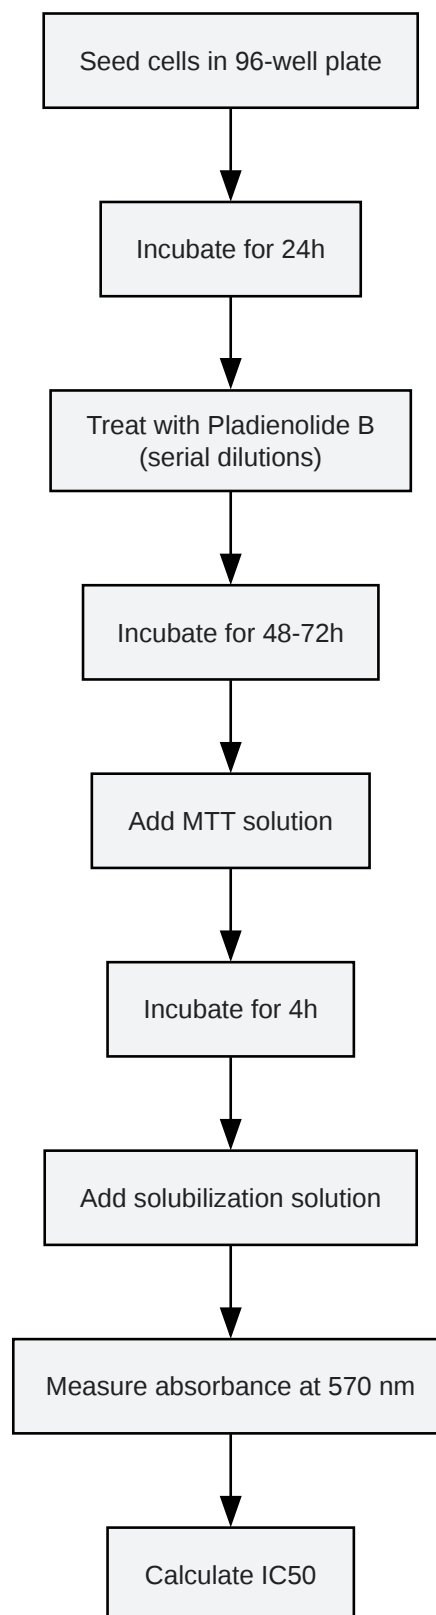 Seed cells in 96-well plate
Incubate for 24h
Treat with Pladienolide B
(serial dilutions)
Incubate for 48-72h
Add MTT solution
Incubate for 4h
Add solubilization solution
Measure absorbance at 570 nm
Calculate IC50